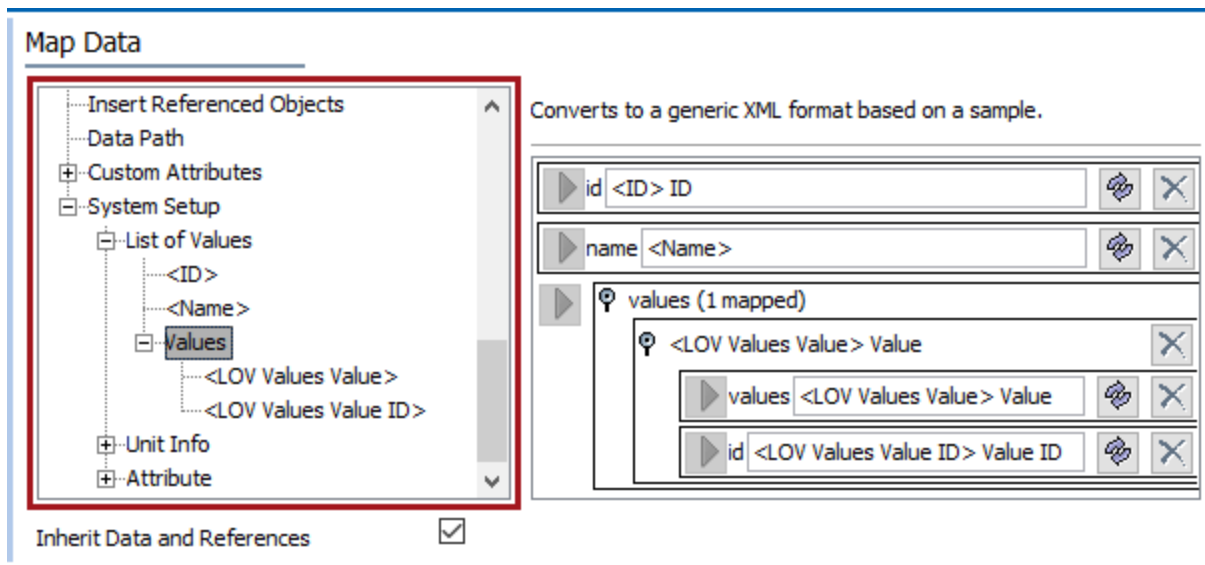 Map Data
Insert Referenced Objects
Data Path
Custom Attributes
System Setup
List of Values
<ID>
<Name>
Values
<LOV Values Value>
<LOV Values Value ID>
Unit Info
Attribute
Inherit Data and References
Converts to a generic XML format based on a sample.
id <ID> ID
name <Name>
values (1 mapped)
<LOV Values Value> Value
values <LOV Values Value> Value
id <LOV Values Value ID> Value ID